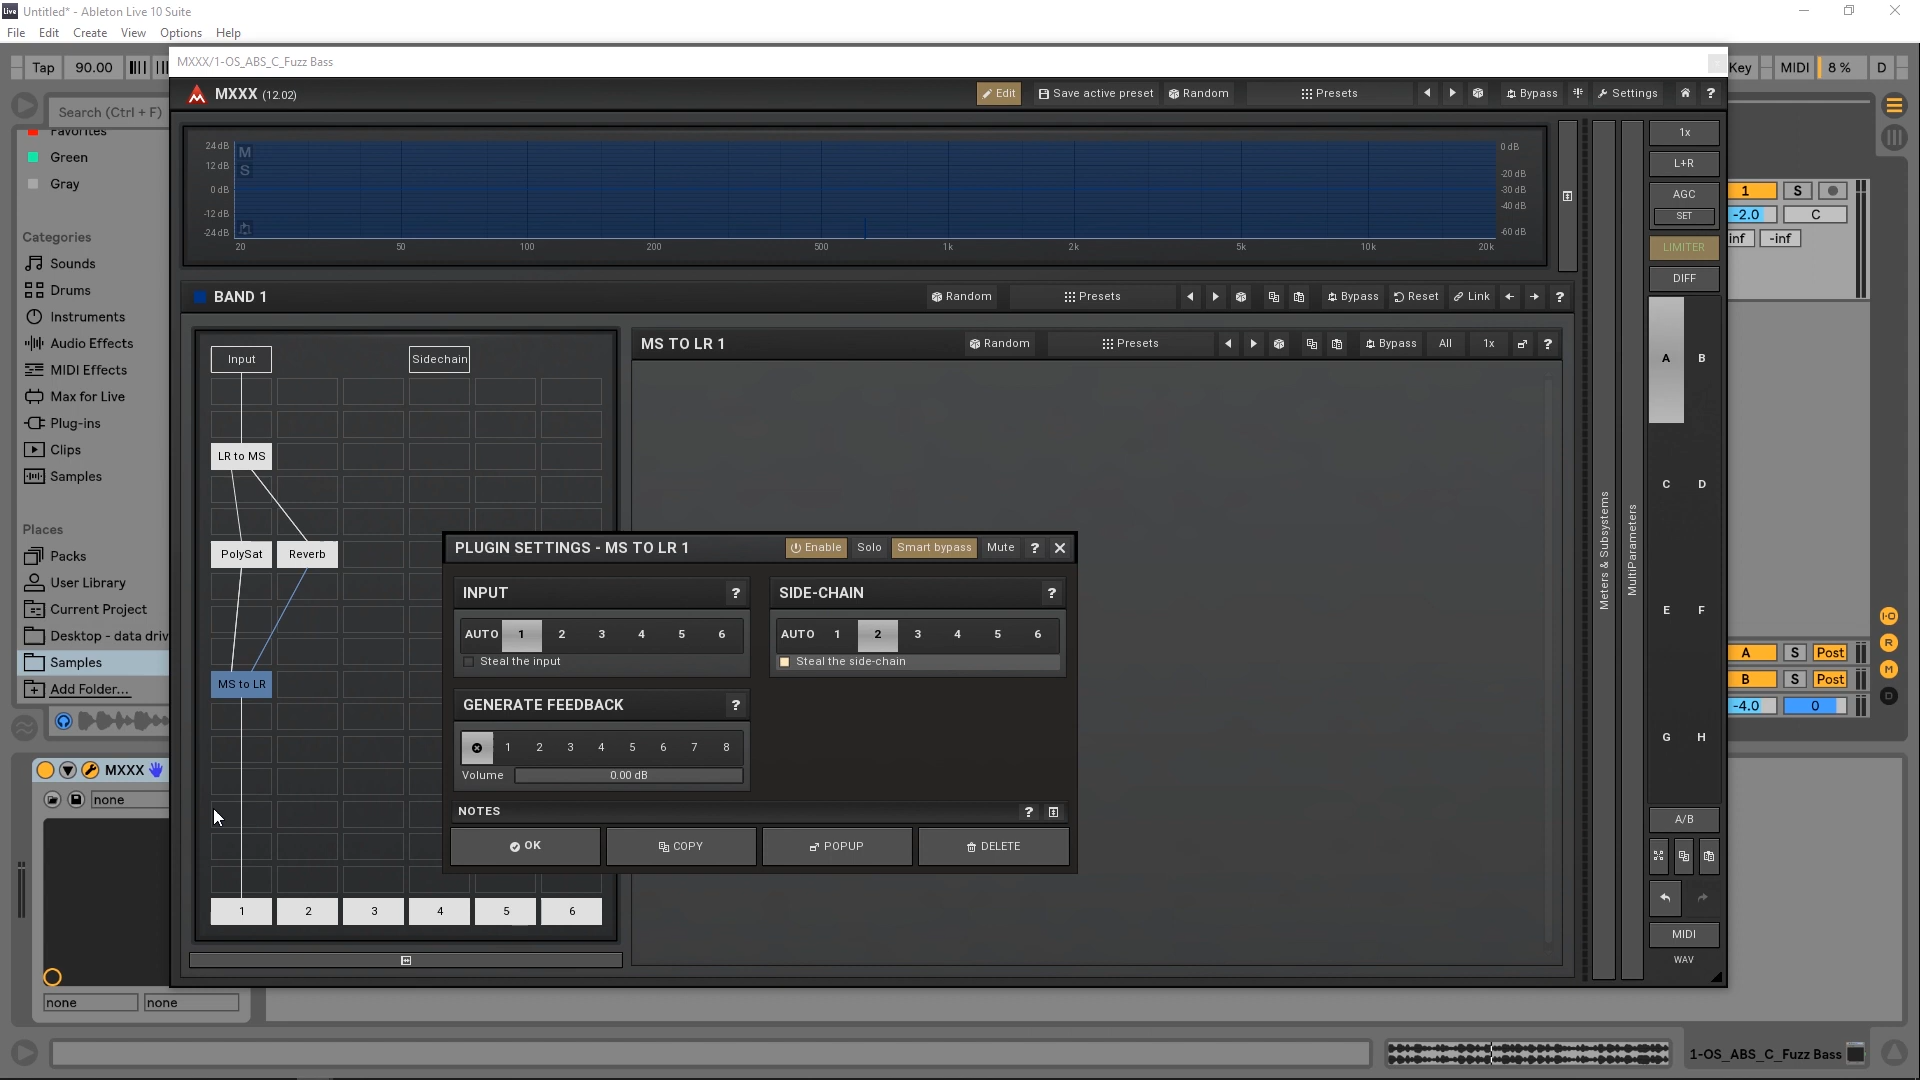 Live Untitled* - Ableton Live 10 Suite
File Edit Create View Options Help
MXXX/1-OS_ABS_C_Fuzz Bass
Tap 90.00 Key MIDI 8 % D
MXXX (12.02) Edit Save active preset Random Presets Bypass Settings ?
Search (Ctrl + F)
Favorites
Green
Gray
Categories
Sounds
Drums
Instruments
Audio Effects
MIDI Effects
Max for Live
Plug-ins
Clips
Samples
Places
Packs
User Library
Current Project
Desktop - data driv
Samples
Add Folder...
24 dB M 0 dB
12 dB S -20 dB
0 dB -30 dB
-12 dB -40 dB
-24 dB -60 dB
20 50 100 200 500 1k 2k 5k 10k 20k
BAND 1 Random Presets Bypass Reset Link ?
Input Sidechain
LR to MS
PolySat Reverb
MS to LR
1 2 3 4 5 6
MS TO LR 1 Random Presets Bypass All 1x ?
PLUGIN SETTINGS - MS TO LR 1 Enable Solo Smart bypass Mute ?
INPUT ?
AUTO 1 2 3 4 5 6
Steal the input
SIDE-CHAIN ?
AUTO 1 2 3 4 5 6
Steal the side-chain
GENERATE FEEDBACK ?
1 2 3 4 5 6 7 8
Volume 0.00 dB
NOTES ?
OK COPY POPUP DELETE
Meters & Subsystems
MultiParameters
1x
L+R
AGC
SET
LIMITER
DIFF
A B
C D
E F
G H
A/B
MIDI
WAV
1 S
-2.0 C
inf -inf
A S Post
B S Post
-4.0 0
I-O
R
M
D
MXXX
none
none none
1-OS_ABS_C_Fuzz Bass